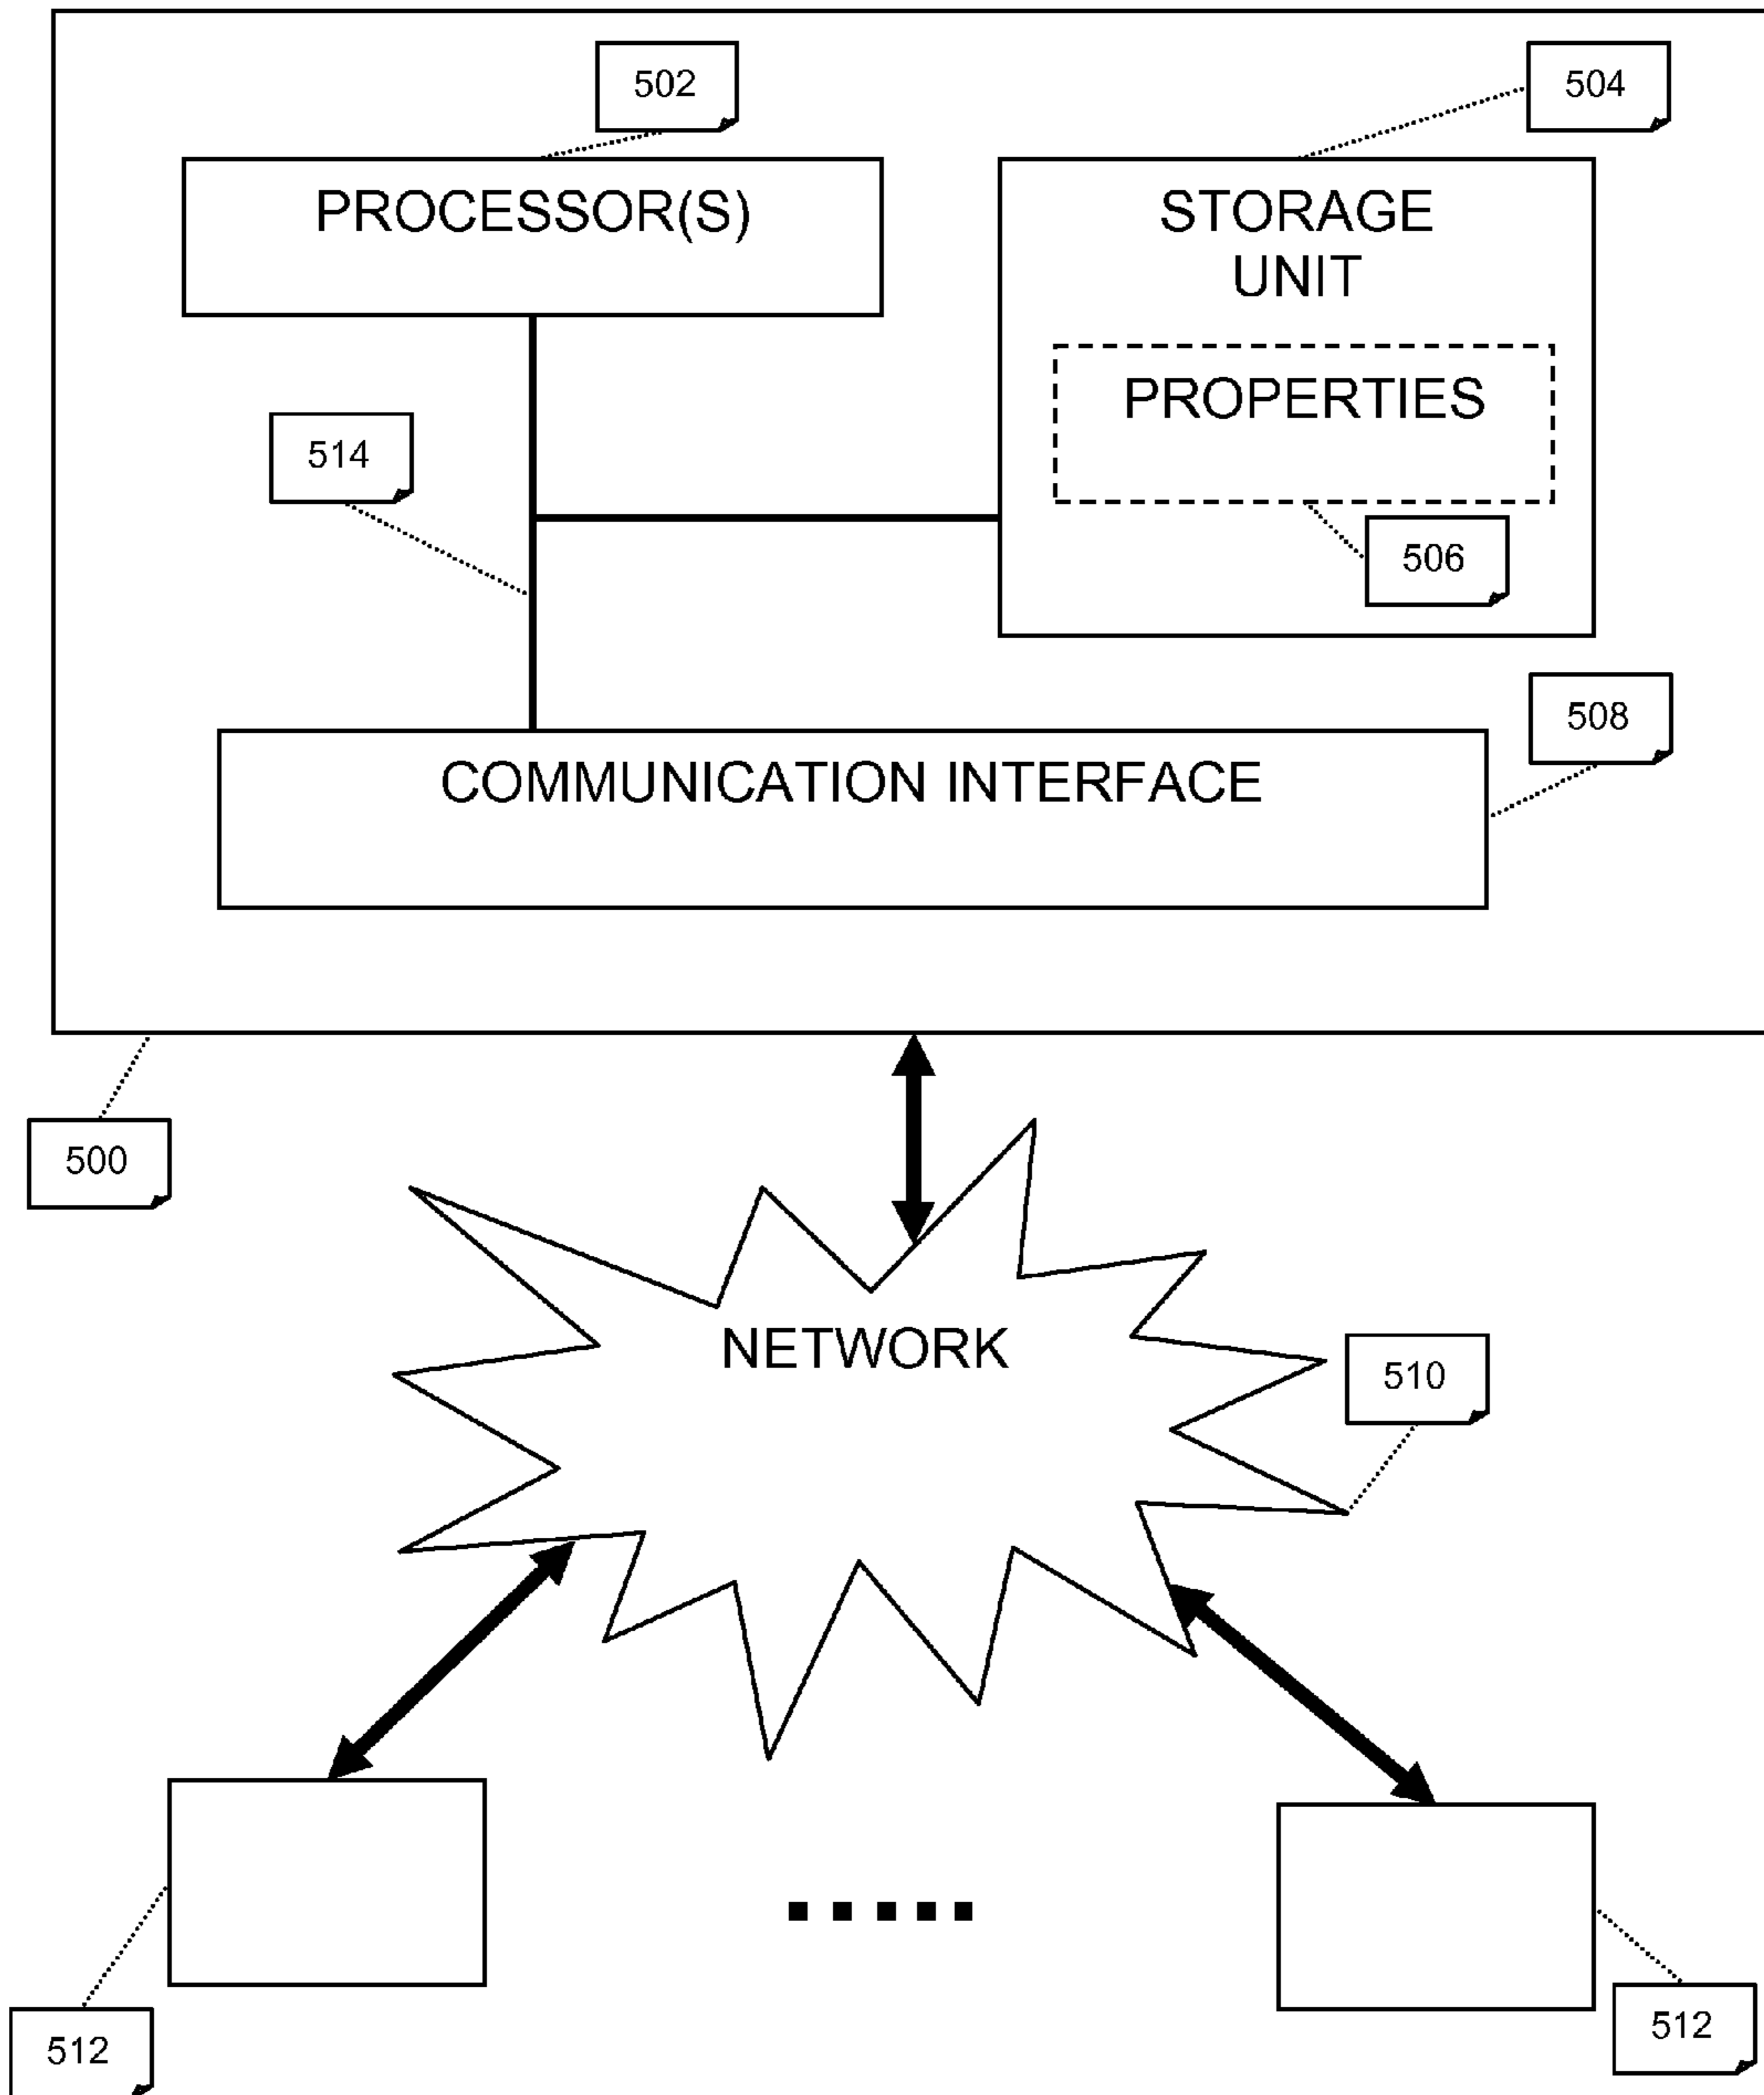 502
504
PROCESSOR(S)
STORAGE
UNIT
PROPERTIES
514
506
508
COMMUNICATION INTERFACE
500
NETWORK
510
512
512